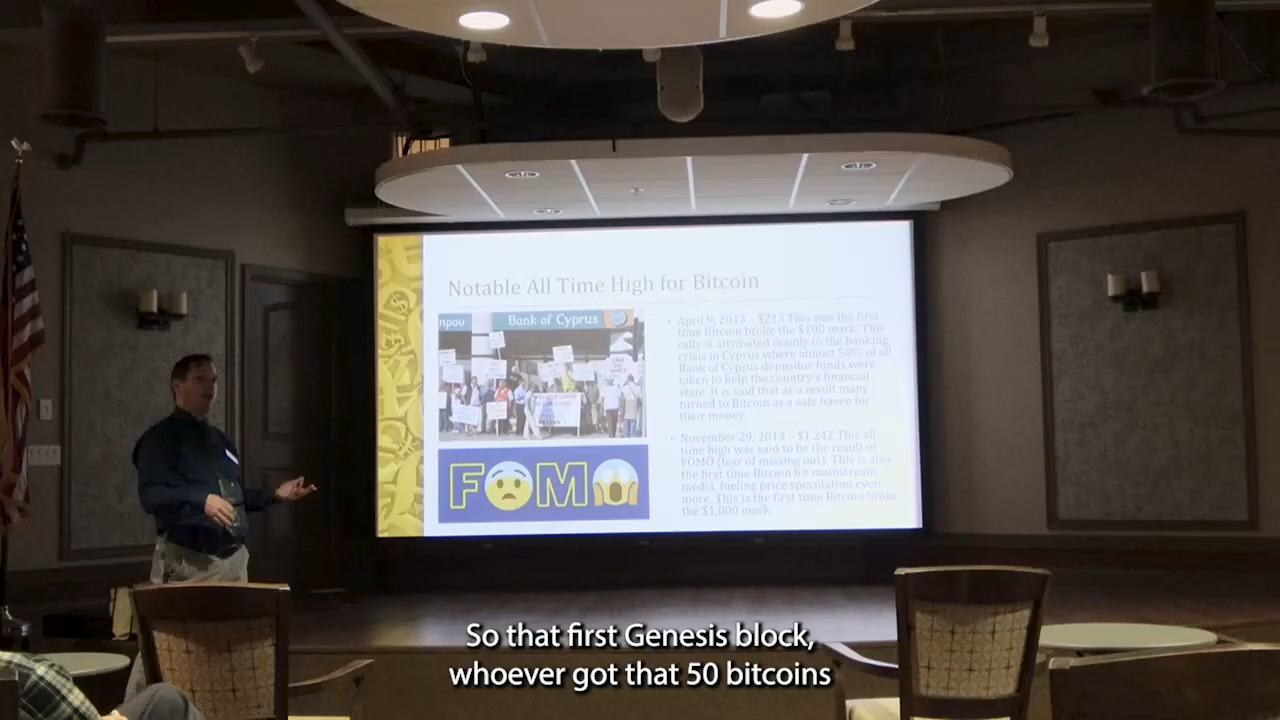 Notable All Time High for Bitcoin
npou
Bank of Cyprus
NOW!
• April 9, 2013 – $213 This was the first
time Bitcoin broke the $100 mark. This
rally is attributed mainly to the banking
crisis in Cyprus where almost 50% of all
Bank of Cyprus depositor funds were
taken to help the country's financial
state. It is said that as a result many
turned to Bitcoin as a safe haven for
their money.
• November 29, 2013 – $1,242 This all
time high was said to be the result of
FOMO (fear of missing out). This is also
the first time Bitcoin hit mainstream
media, fueling price speculation even
more. This is the first time Bitcoin broke
the $1,000 mark.
F😟M😱
So that first Genesis block,
whoever got that 50 bitcoins